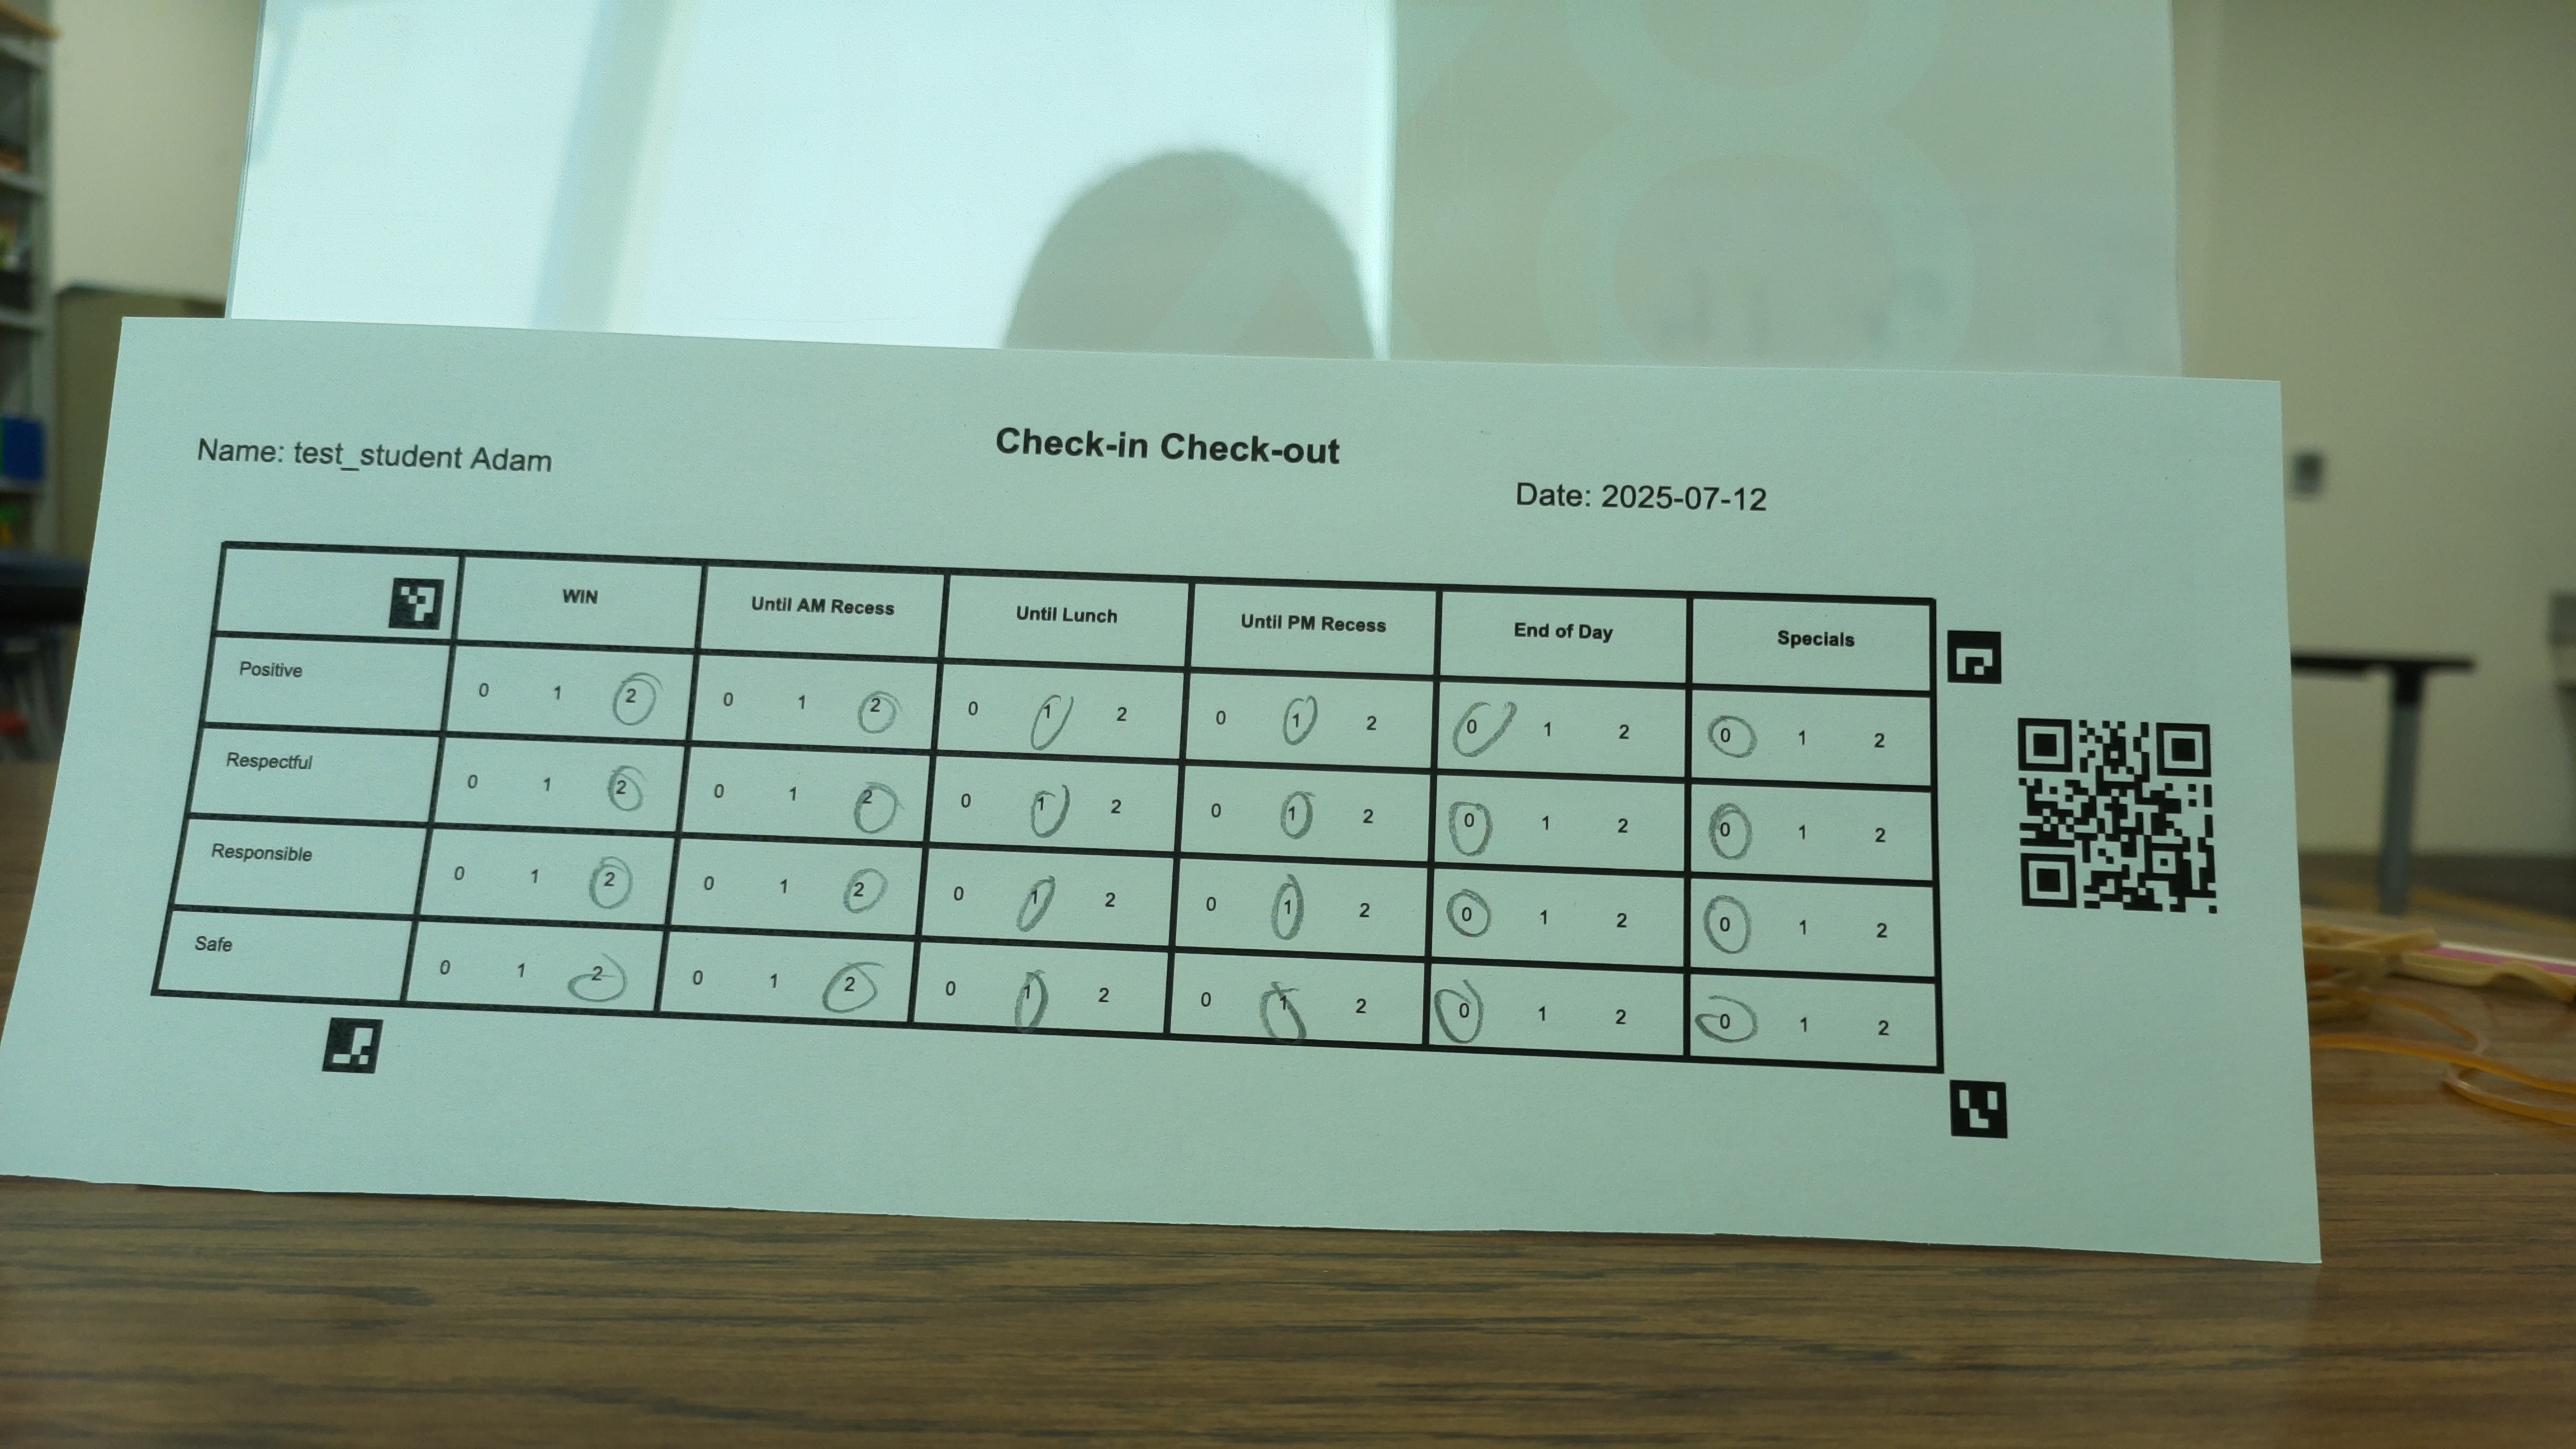 Check-in Check-out
Name: test_student Adam
Date: 2025-07-12
WIN Until AM Recess Until Lunch Until PM Recess End of Day Specials
Positive 0 1 2 0 1 2 0 1 2 0 1 2 0 1 2 0 1 2
Respectful 0 1 2 0 1 2 0 1 2 0 1 2 0 1 2 0 1 2
Responsible 0 1 2 0 1 2 0 1 2 0 1 2 0 1 2 0 1 2
Safe 0 1 2 0 1 2 0 1 2 0 1 2 0 1 2 0 1 2